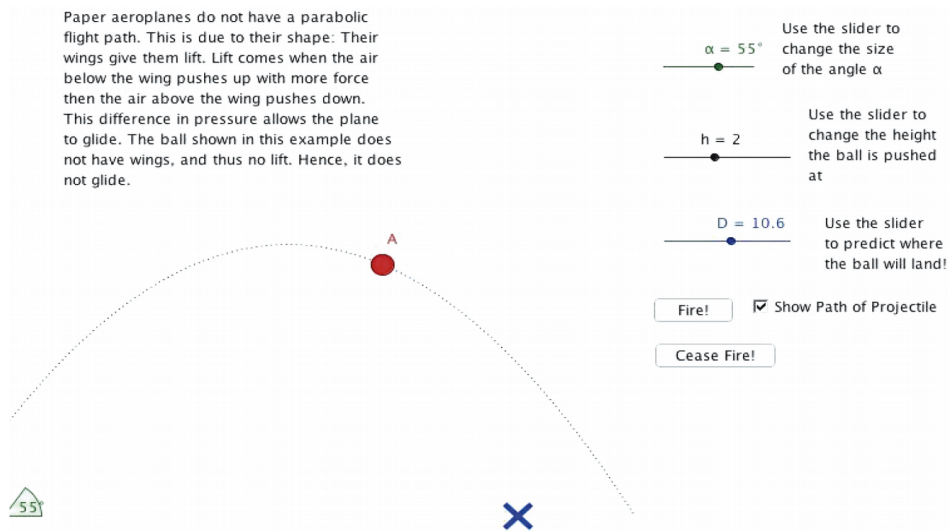 Paper aeroplanes do not have a parabolic
flight path. This is due to their shape: Their
wings give them lift. Lift comes when the air
below the wing pushes up with more force
then the air above the wing pushes down.
This difference in pressure allows the plane
to glide. The ball shown in this example does
not have wings, and thus no lift. Hence, it does
not glide.
α = 55°
Use the slider to
change the size
of the angle α
h = 2
Use the slider to
change the height
the ball is pushed
at
D = 10.6
Use the slider
to predict where
the ball will land!
Fire!
Show Path of Projectile
Cease Fire!
A
55°